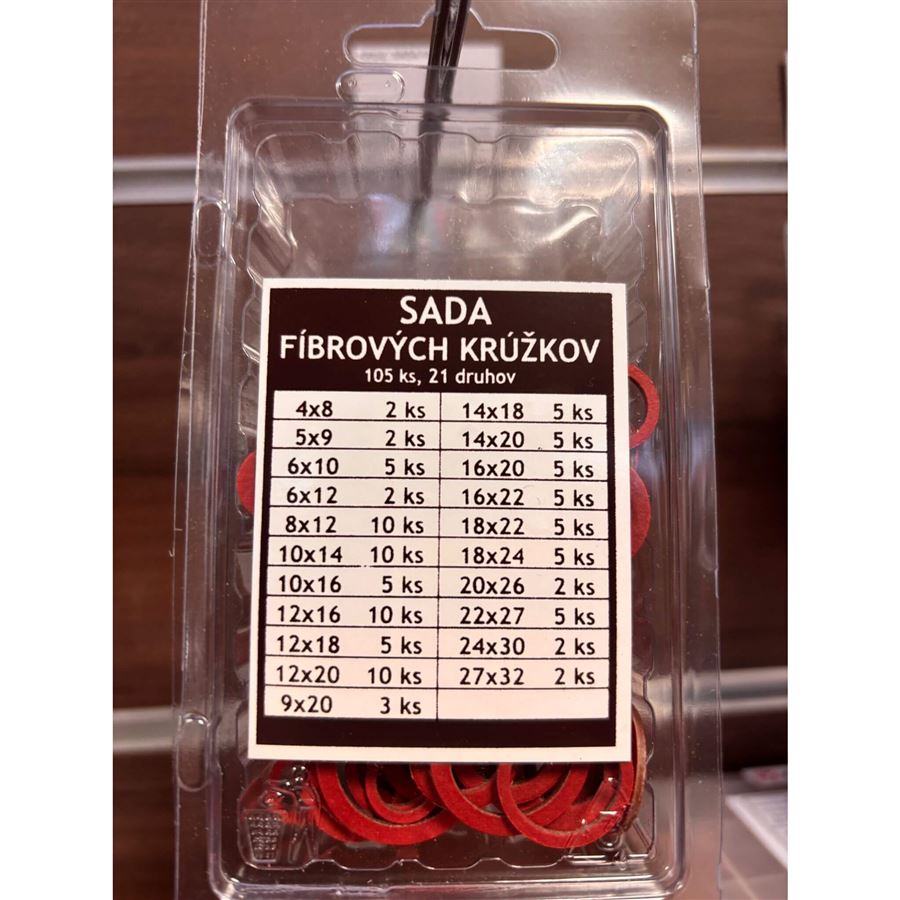 SADA
FÍBROVÝCH KRÚŽKOV
105 ks, 21 druhov
4x8 2 ks 14x18 5 ks
5x9 2 ks 14x20 5 ks
6x10 5 ks 16x20 5 ks
6x12 2 ks 16x22 5 ks
8x12 10 ks 18x22 5 ks
10x14 10 ks 18x24 5 ks
10x16 5 ks 20x26 2 ks
12x16 10 ks 22x27 5 ks
12x18 5 ks 24x30 2 ks
12x20 10 ks 27x32 2 ks
9x20 3 ks